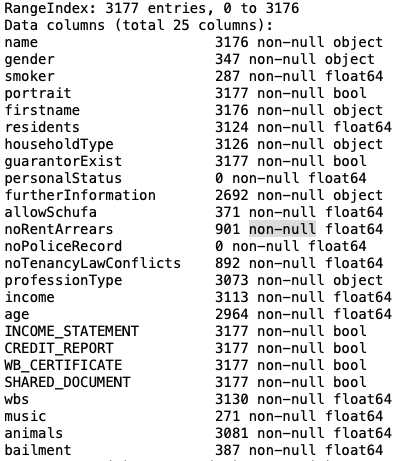 RangeIndex: 3177 entries, 0 to 3176
Data columns (total 25 columns):
name 3176 non-null object
gender 347 non-null object
smoker 287 non-null float64
portrait 3177 non-null bool
firstname 3176 non-null object
residents 3124 non-null float64
householdType 3126 non-null object
guarantorExist 3177 non-null bool
personalStatus 0 non-null float64
furtherInformation 2692 non-null object
allowSchufa 371 non-null float64
noRentArrears 901 non-null float64
noPoliceRecord 0 non-null float64
noTenancyLawConflicts 892 non-null float64
professionType 3073 non-null object
income 3113 non-null float64
age 2964 non-null float64
INCOME_STATEMENT 3177 non-null bool
CREDIT_REPORT 3177 non-null bool
WB_CERTIFICATE 3177 non-null bool
SHARED_DOCUMENT 3177 non-null bool
wbs 3130 non-null float64
music 271 non-null float64
animals 3081 non-null float64
bailment 387 non-null float64